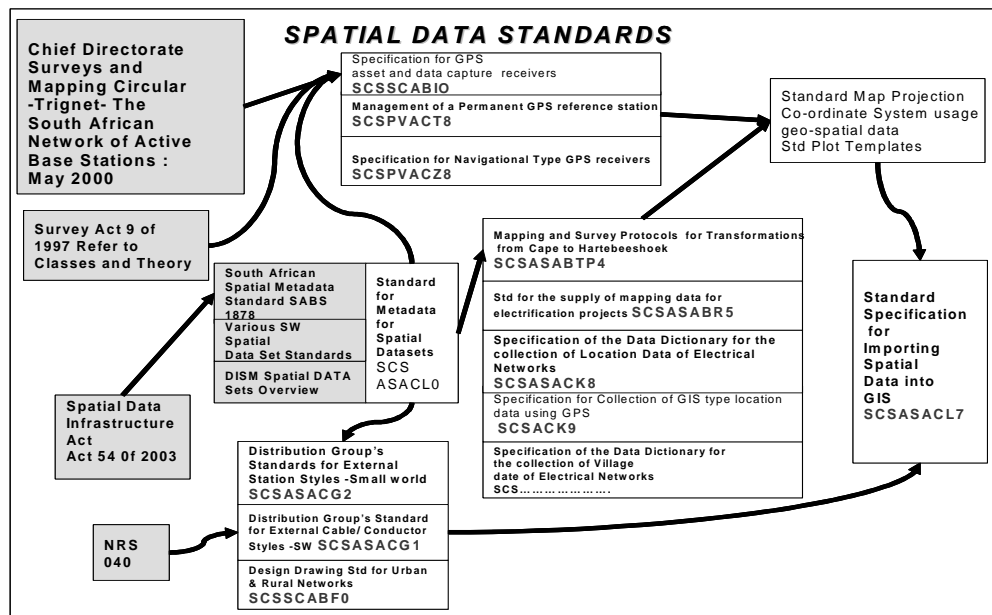 SPATIAL DATA STANDARDS
Chief Directorate
Surveys and
Mapping Circular
-Trignet- The
South African
Network of Active
Base Stations :
May 2000
Specification for GPS
asset and data capture receivers
SCSSCABIO
Management of a Permanent GPS reference station
SCSPVACT8
Specification for Navigational Type GPS receivers
SCSPVACZ8
Standard Map Projection
Co-ordinate System usage
geo-spatial data
Std Plot Templates
Survey Act 9 of
1997 Refer to
Classes and Theory
South African
Spatial Metadata
Standard SABS
1878
Various SW
Spatial
Data Set Standards
DISM Spatial DATA
Sets Overview
Standard
for
Metadata
for
Spatial
Datasets
SCS
ASACL0
Mapping and Survey Protocols for Transformations
from Cape to Hartebeeshoek
SCSASABTP4
Std for the supply of mapping data for
electrification projects SCSASABR5
Specification of the Data Dictionary for the
collection of Location Data of Electrical
Networks
SCSASACK8
Specification for Collection of GIS type location
data using GPS
SCSACK9
Specification of the Data Dictionary for
the collection of Village
date of Electrical Networks
SCS………………….
Standard
Specification
for
Importing
Spatial
Data into
GIS
SCSASACL7
Spatial Data
Infrastructure
Act
Act 54 0f 2003
Distribution Group's
Standards for External
Station Styles -Small world
SCSASACG2
Distribution Group's Standard
for External Cable/ Conductor
Styles -SW SCSASACG1
Design Drawing Std for Urban
& Rural Networks
SCSSCABF0
NRS
040